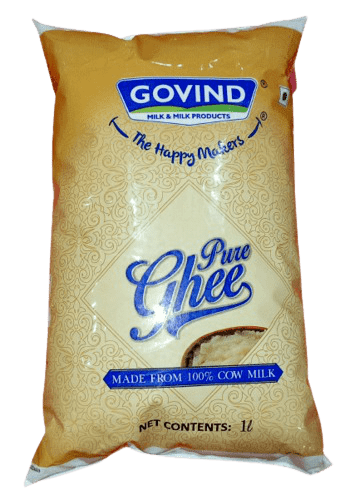 GOVIND ®
MILK & MILK PRODUCTS
The Happy Makers ®
Pure
Ghee
MADE FROM 100% COW MILK
NET CONTENTS: 1ℓ